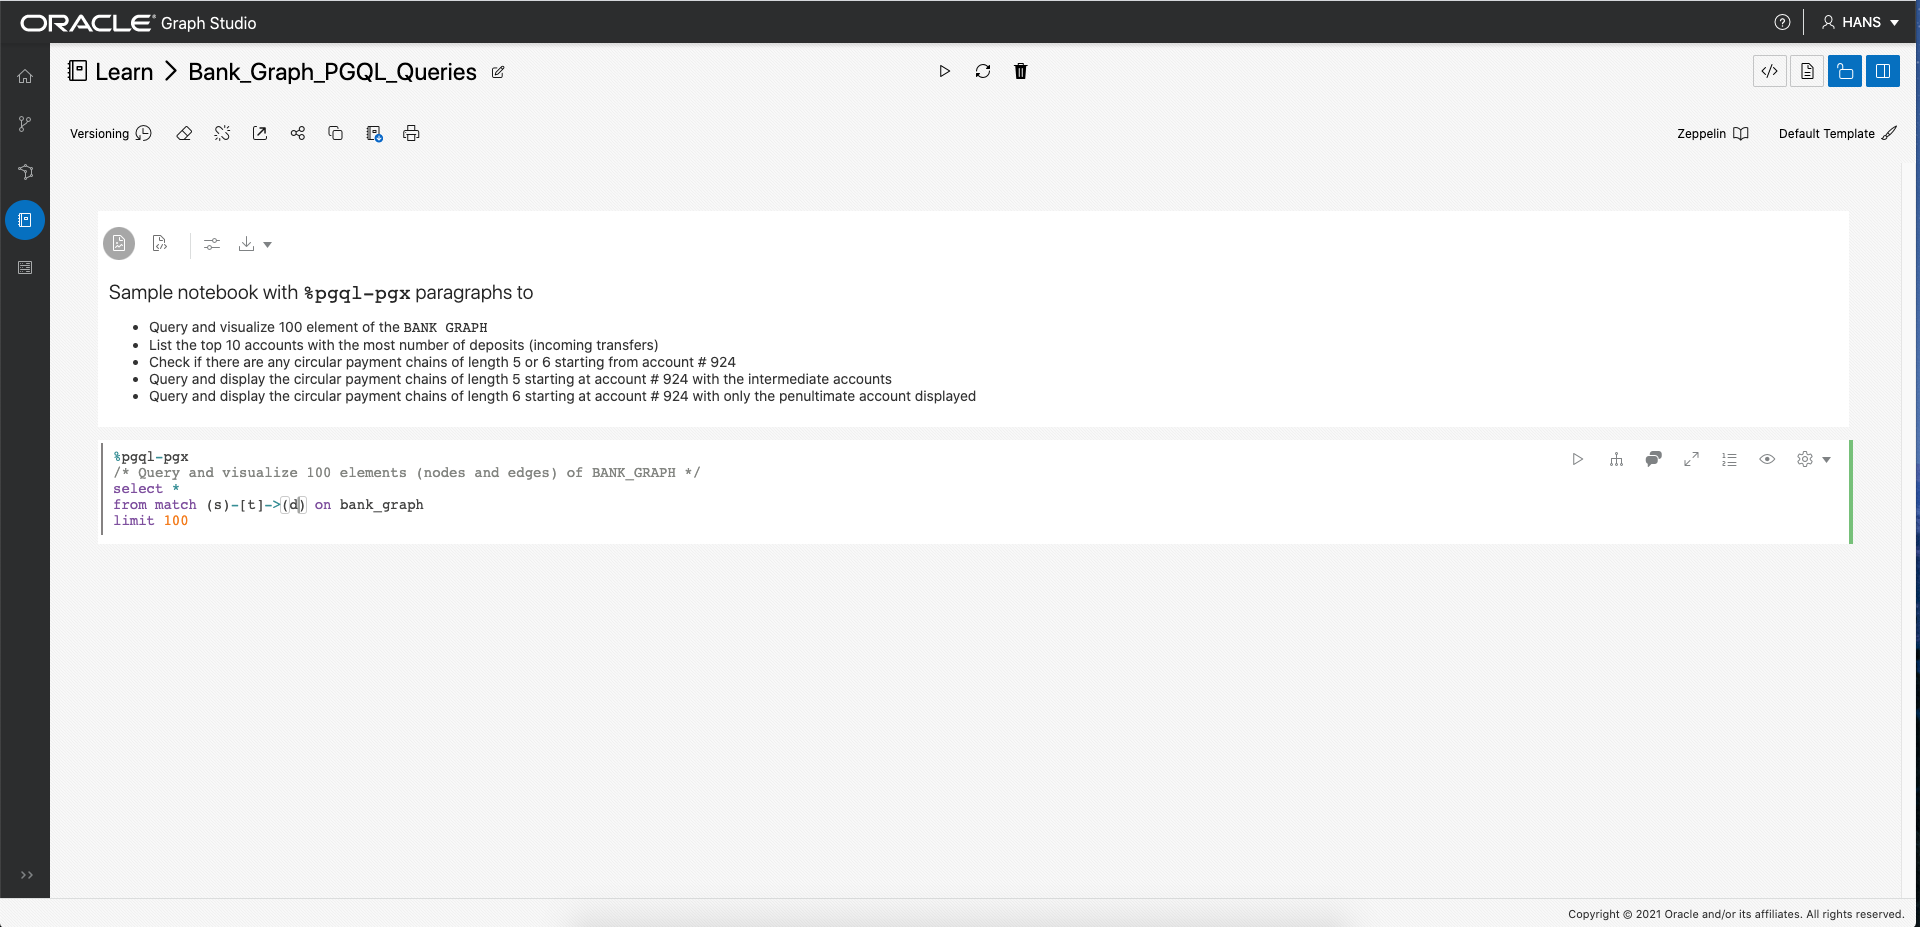 ORACLE® Graph Studio
HANS
Learn > Bank_Graph_PGQL_Queries
Versioning
Zeppelin
Default Template
Sample notebook with %pgql-pgx paragraphs to
• Query and visualize 100 element of the BANK GRAPH
• List the top 10 accounts with the most number of deposits (incoming transfers)
• Check if there are any circular payment chains of length 5 or 6 starting from account # 924
• Query and display the circular payment chains of length 5 starting at account # 924 with the intermediate accounts
• Query and display the circular payment chains of length 6 starting at account # 924 with only the penultimate account displayed
%pgql-pgx
/* Query and visualize 100 elements (nodes and edges) of BANK_GRAPH */
select *
from match (s)-[t]->(d) on bank_graph
limit 100
Copyright © 2021 Oracle and/or its affiliates. All rights reserved.